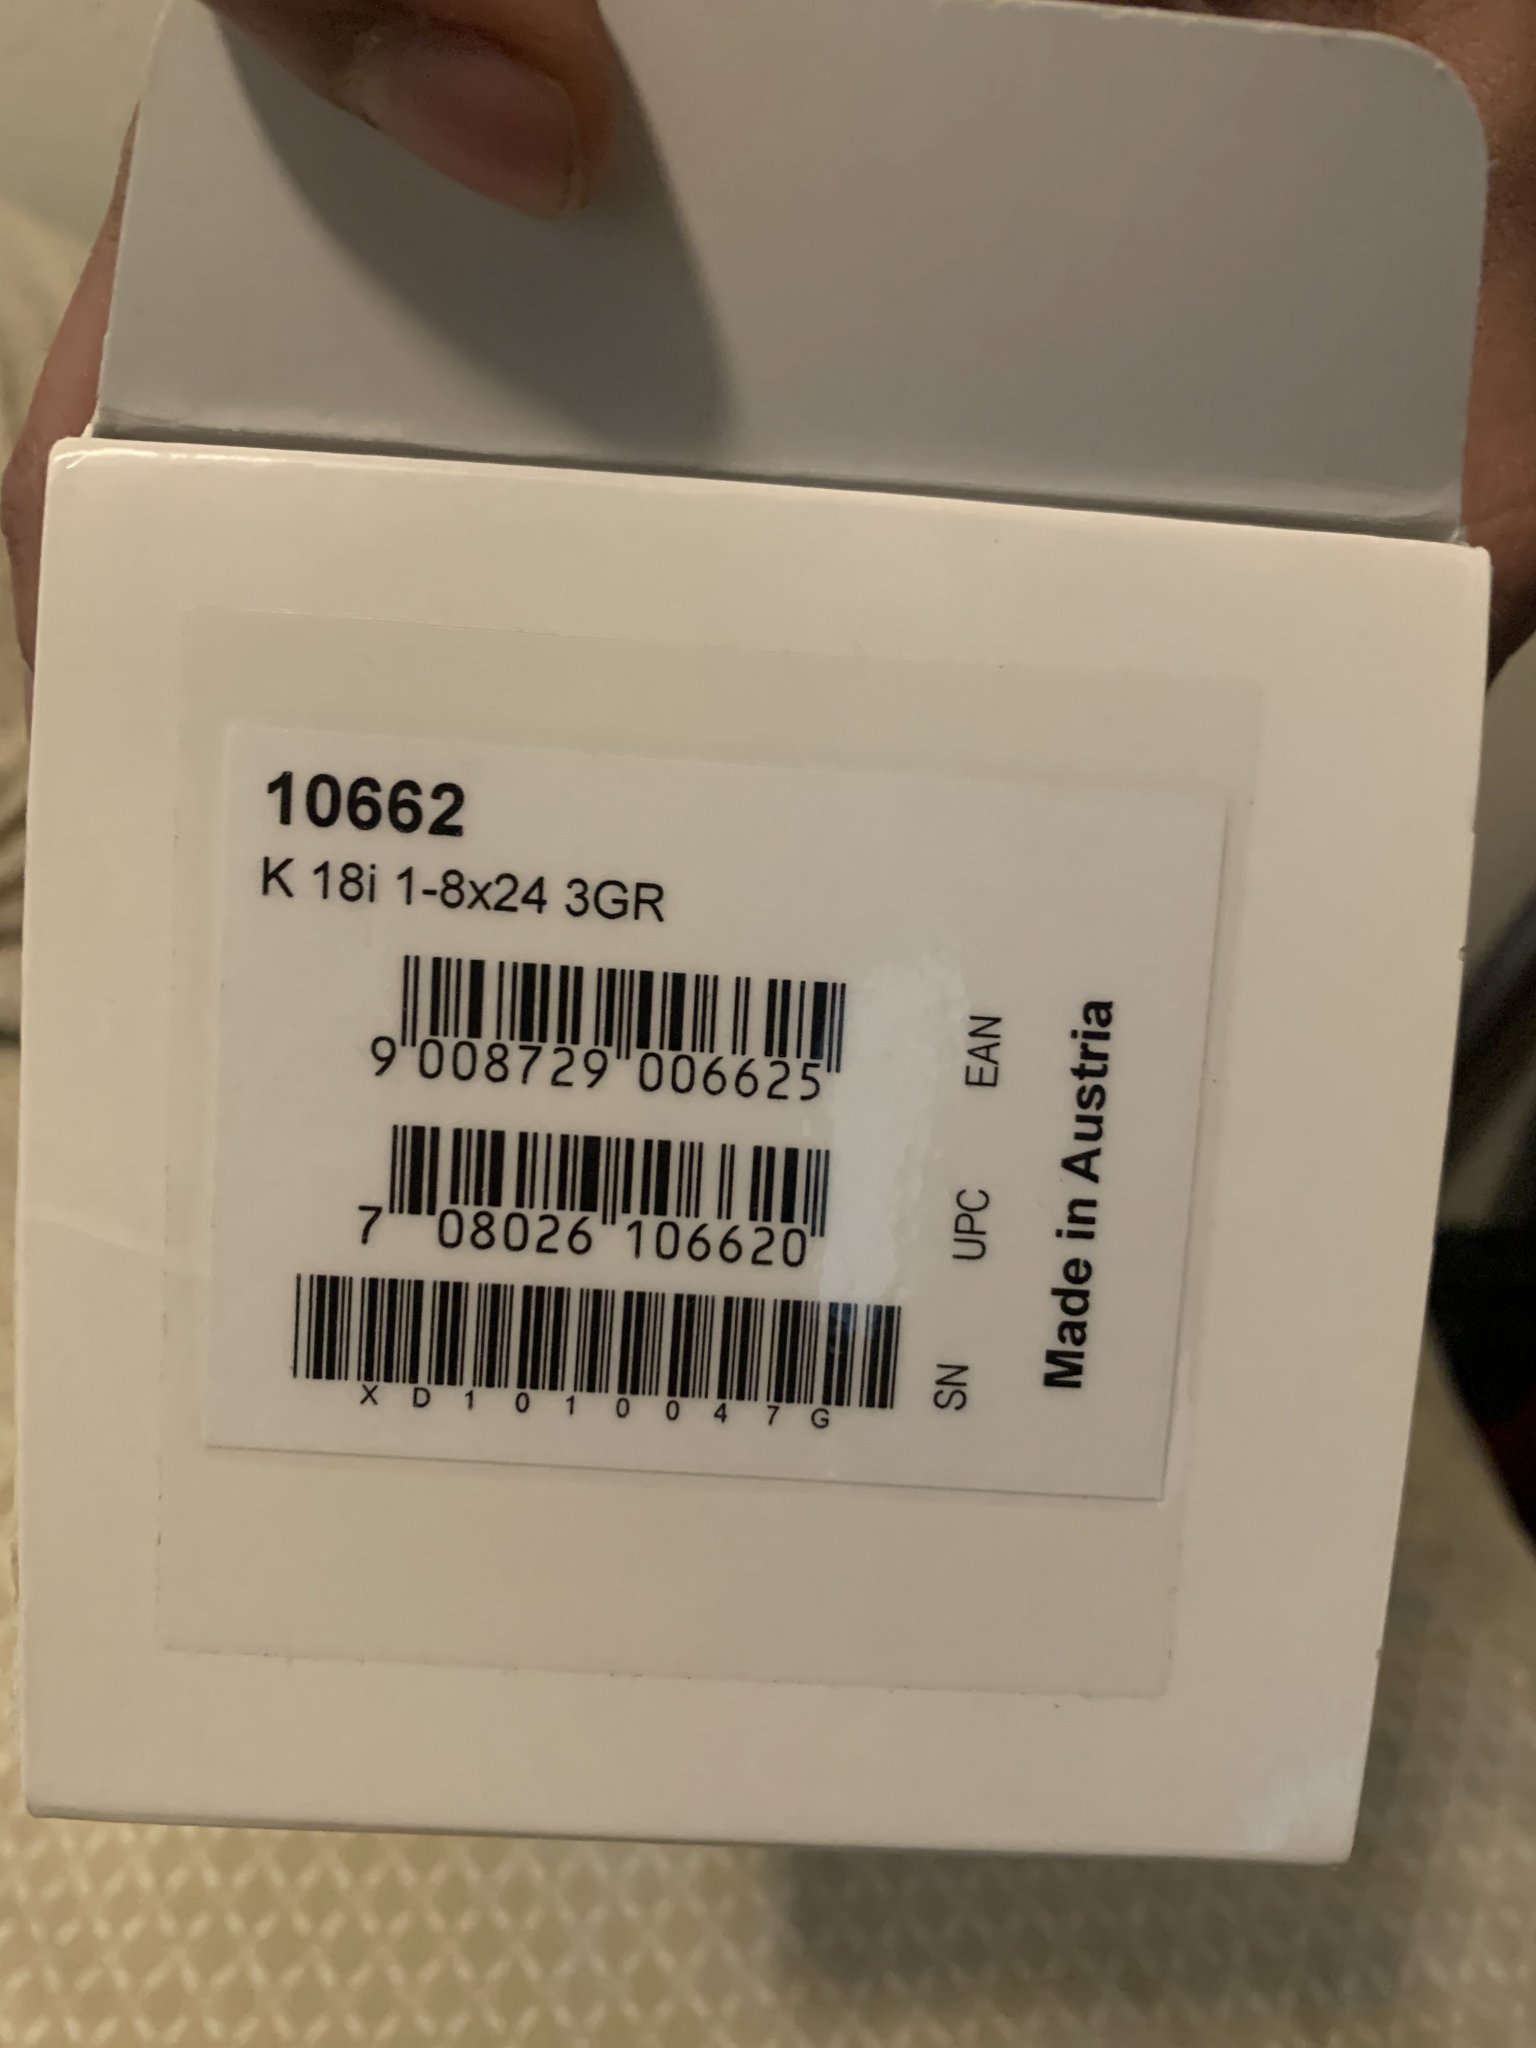 10662
K 18i 1-8x24 3GR
9 008729 006625
EAN
7 08026 106620
UPC
XD1010047G
SN
Made in Austria